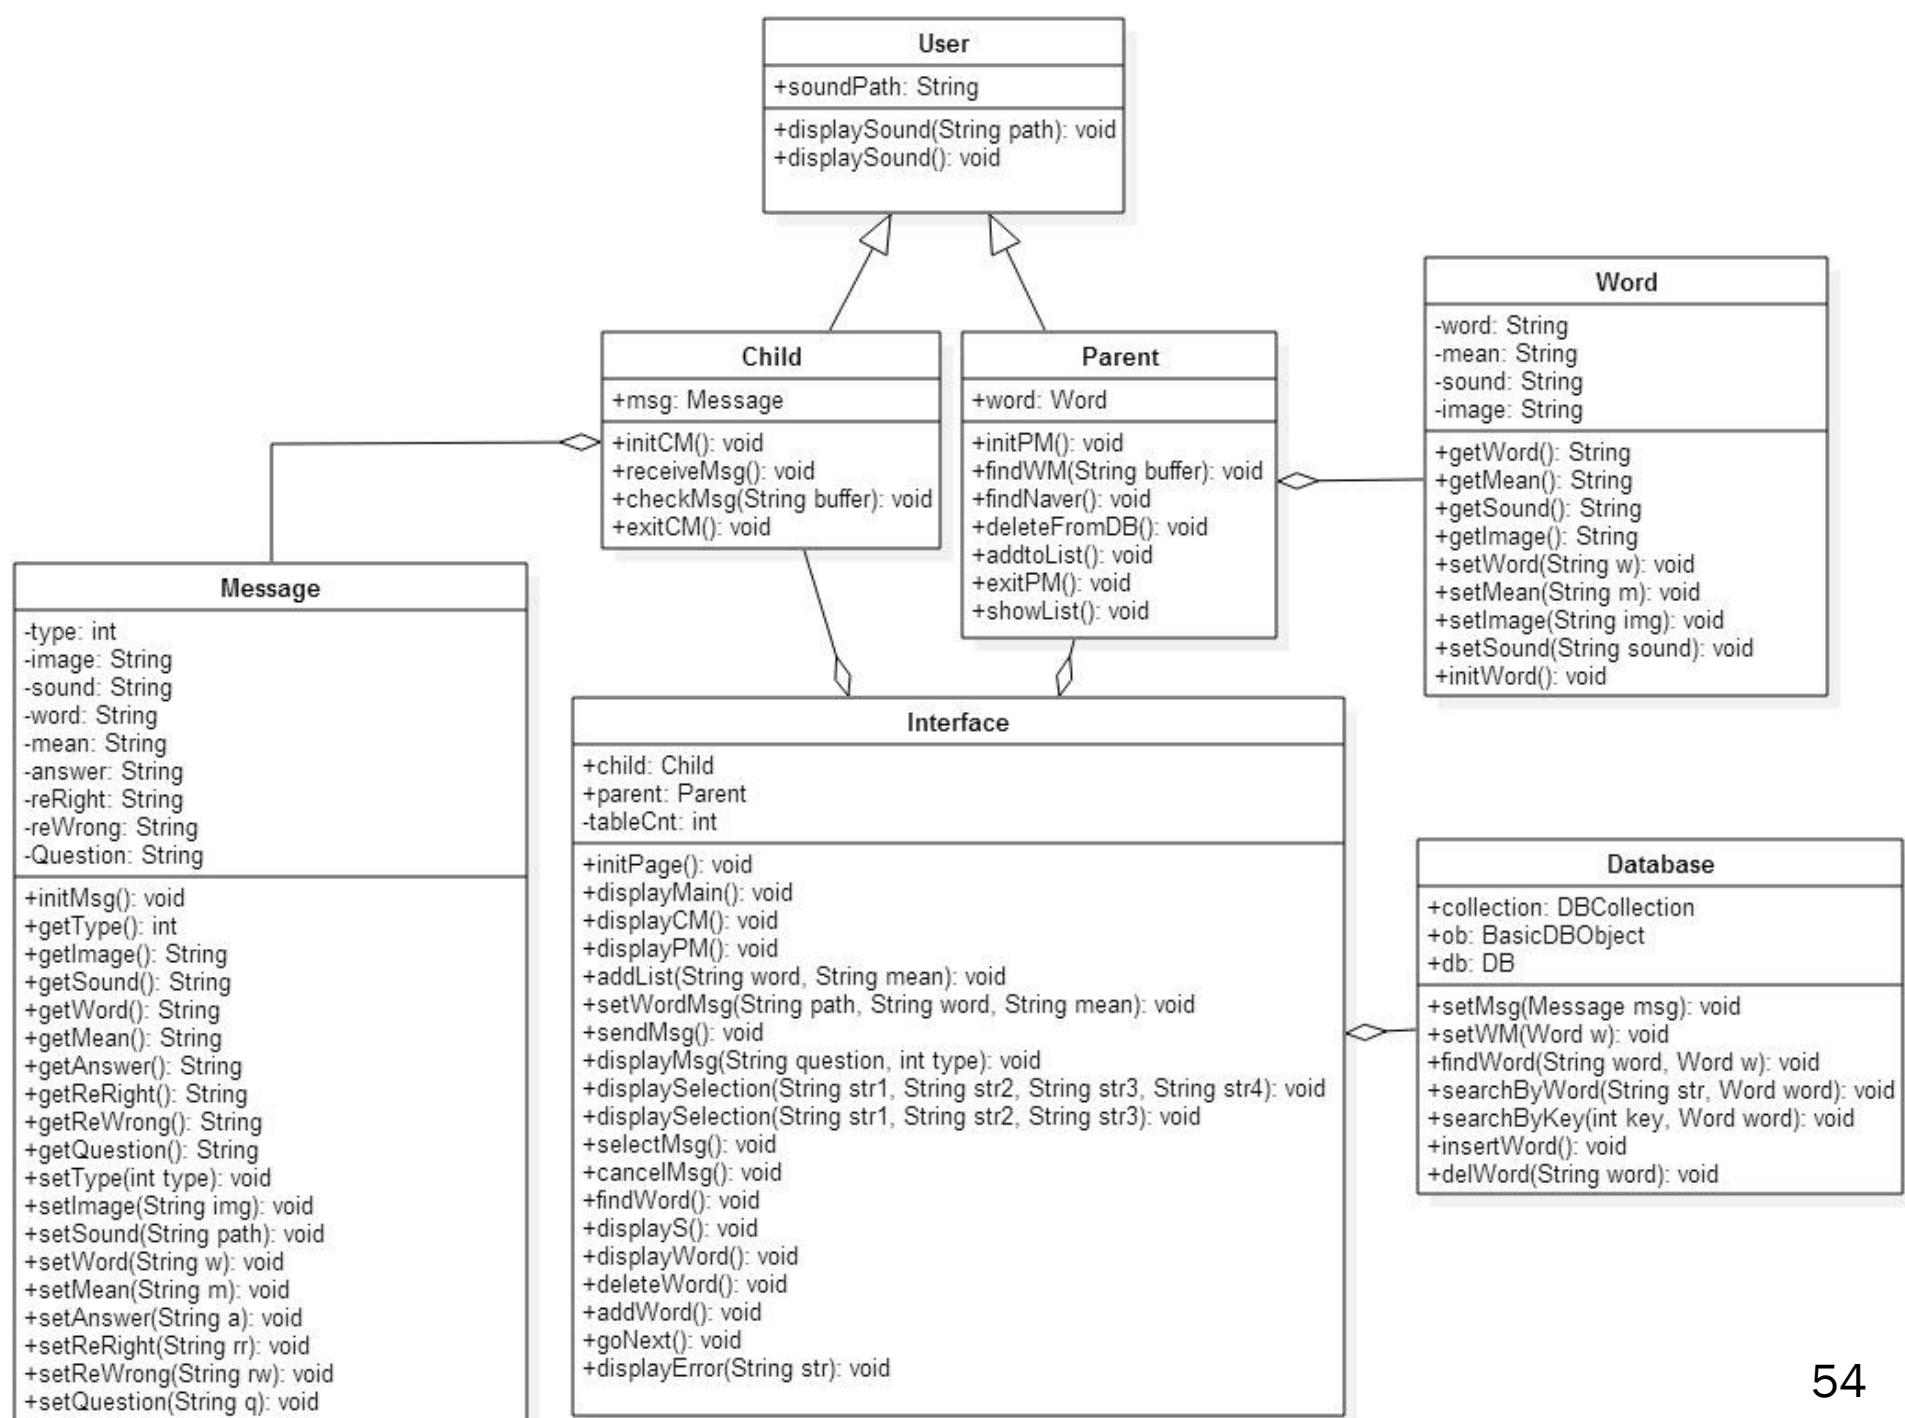 User
+soundPath: String
+displaySound(String path): void
+displaySound(): void
Child
+msg: Message
+initCM(): void
+receiveMsg(): void
+checkMsg(String buffer): void
+exitCM(): void
Parent
+word: Word
+initPM(): void
+findWM(String buffer): void
+findNaver(): void
+deleteFromDB(): void
+addtoList(): void
+exitPM(): void
+showList(): void
Word
-word: String
-mean: String
-sound: String
-image: String
+getWord(): String
+getMean(): String
+getSound(): String
+getImage(): String
+setWord(String w): void
+setMean(String m): void
+setImage(String img): void
+setSound(String sound): void
+initWord(): void
Message
-type: int
-image: String
-sound: String
-word: String
-mean: String
-answer: String
-reRight: String
-reWrong: String
-Question: String
+initMsg(): void
+getType(): int
+getImage(): String
+getSound(): String
+getWord(): String
+getMean(): String
+getAnswer(): String
+getReRight(): String
+getReWrong(): String
+getQuestion(): String
+setType(int type): void
+setImage(String img): void
+setSound(String path): void
+setWord(String w): void
+setMean(String m): void
+setAnswer(String a): void
+setReRight(String rr): void
+setReWrong(String rw): void
+setQuestion(String q): void
Interface
+child: Child
+parent: Parent
-tableCnt: int
+initPage(): void
+displayMain(): void
+displayCM(): void
+displayPM(): void
+addList(String word, String mean): void
+setWordMsg(String path, String word, String mean): void
+sendMsg(): void
+displayMsg(String question, int type): void
+displaySelection(String str1, String str2, String str3, String str4): void
+displaySelection(String str1, String str2, String str3): void
+selectMsg(): void
+cancelMsg(): void
+findWord(): void
+displayS(): void
+displayWord(): void
+deleteWord(): void
+addWord(): void
+goNext(): void
+displayError(String str): void
Database
+collection: DBCollection
+ob: BasicDBObject
+db: DB
+setMsg(Message msg): void
+setWM(Word w): void
+findWord(String word, Word w): void
+searchByWord(String str, Word word): void
+searchByKey(int key, Word word): void
+insertWord(): void
+delWord(String word): void
54